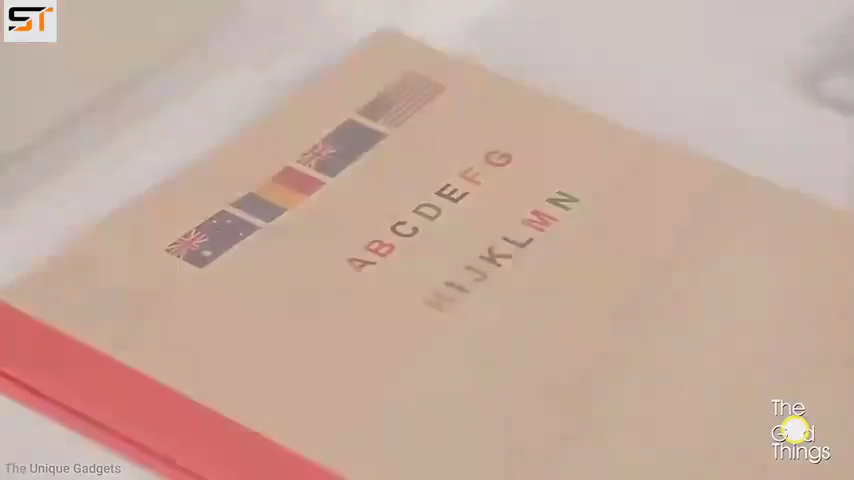 ST
ABCDEFG
HIJKLMN
The Unique Gadgets
The
Good
Things